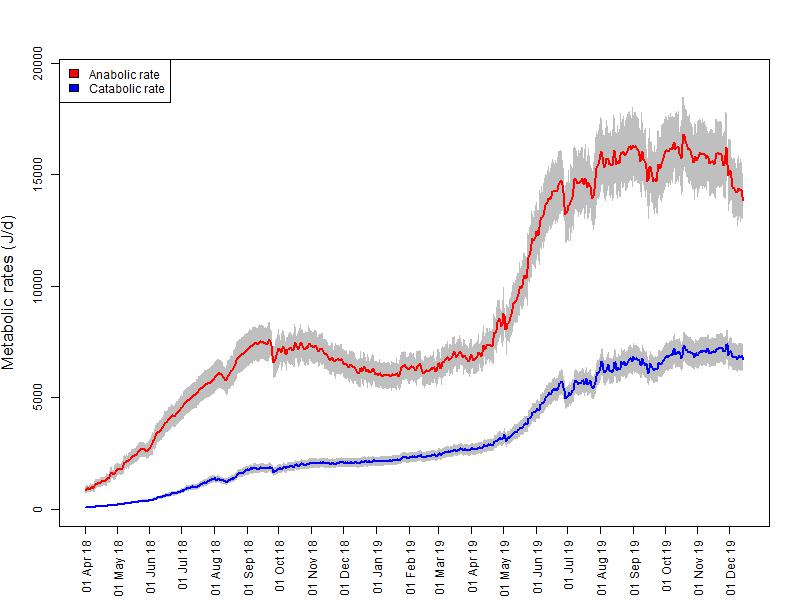 Anabolic rate
Catabolic rate
Metabolic rates (J/d)
20000
15000
10000
5000
0
01 Apr 18
01 May 18
01 Jun 18
01 Jul 18
01 Aug 18
01 Sep 18
01 Oct 18
01 Nov 18
01 Dec 18
01 Jan 19
01 Feb 19
01 Mar 19
01 Apr 19
01 May 19
01 Jun 19
01 Jul 19
01 Aug 19
01 Sep 19
01 Oct 19
01 Nov 19
01 Dec 19